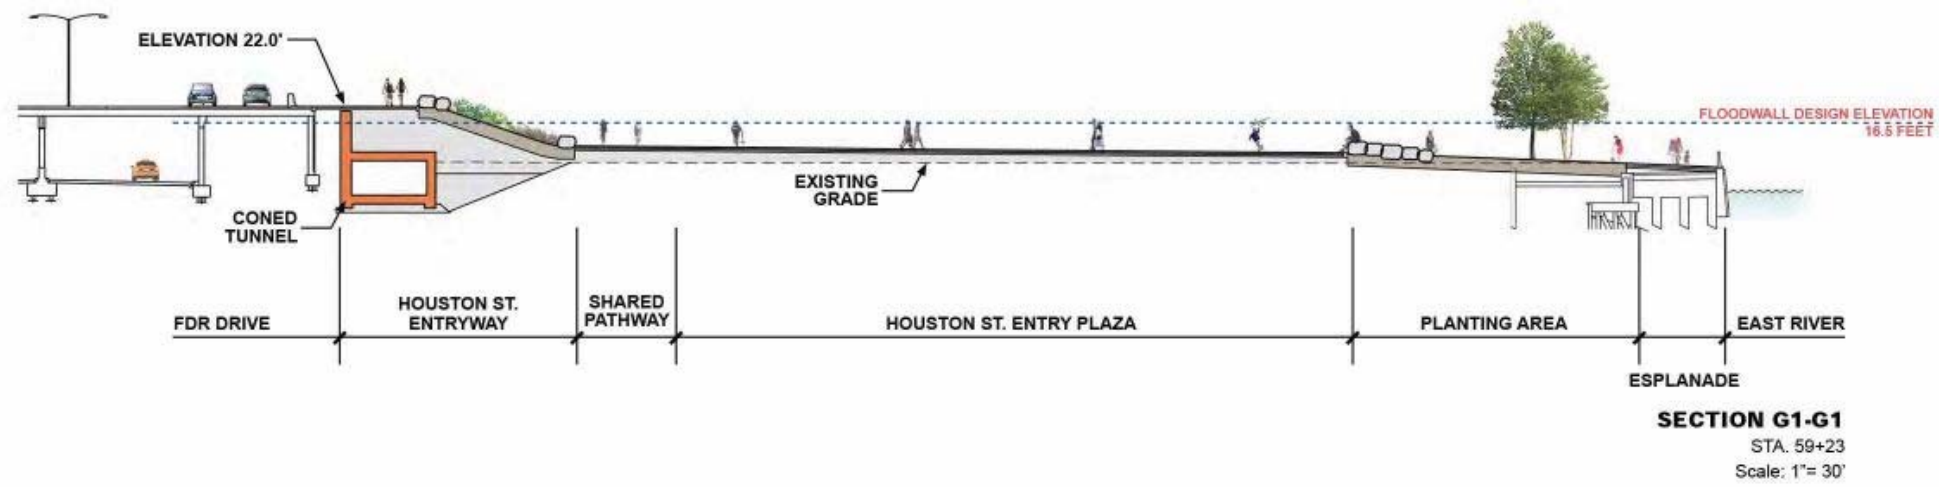 ELEVATION 22.0'
FLOODWALL DESIGN ELEVATION
16.5 FEET
EXISTING
GRADE
CONED
TUNNEL
FDR DRIVE
HOUSTON ST.
ENTRYWAY
SHARED
PATHWAY
HOUSTON ST. ENTRY PLAZA
PLANTING AREA
EAST RIVER
ESPLANADE
SECTION G1-G1
STA. 59+23
Scale: 1"= 30'